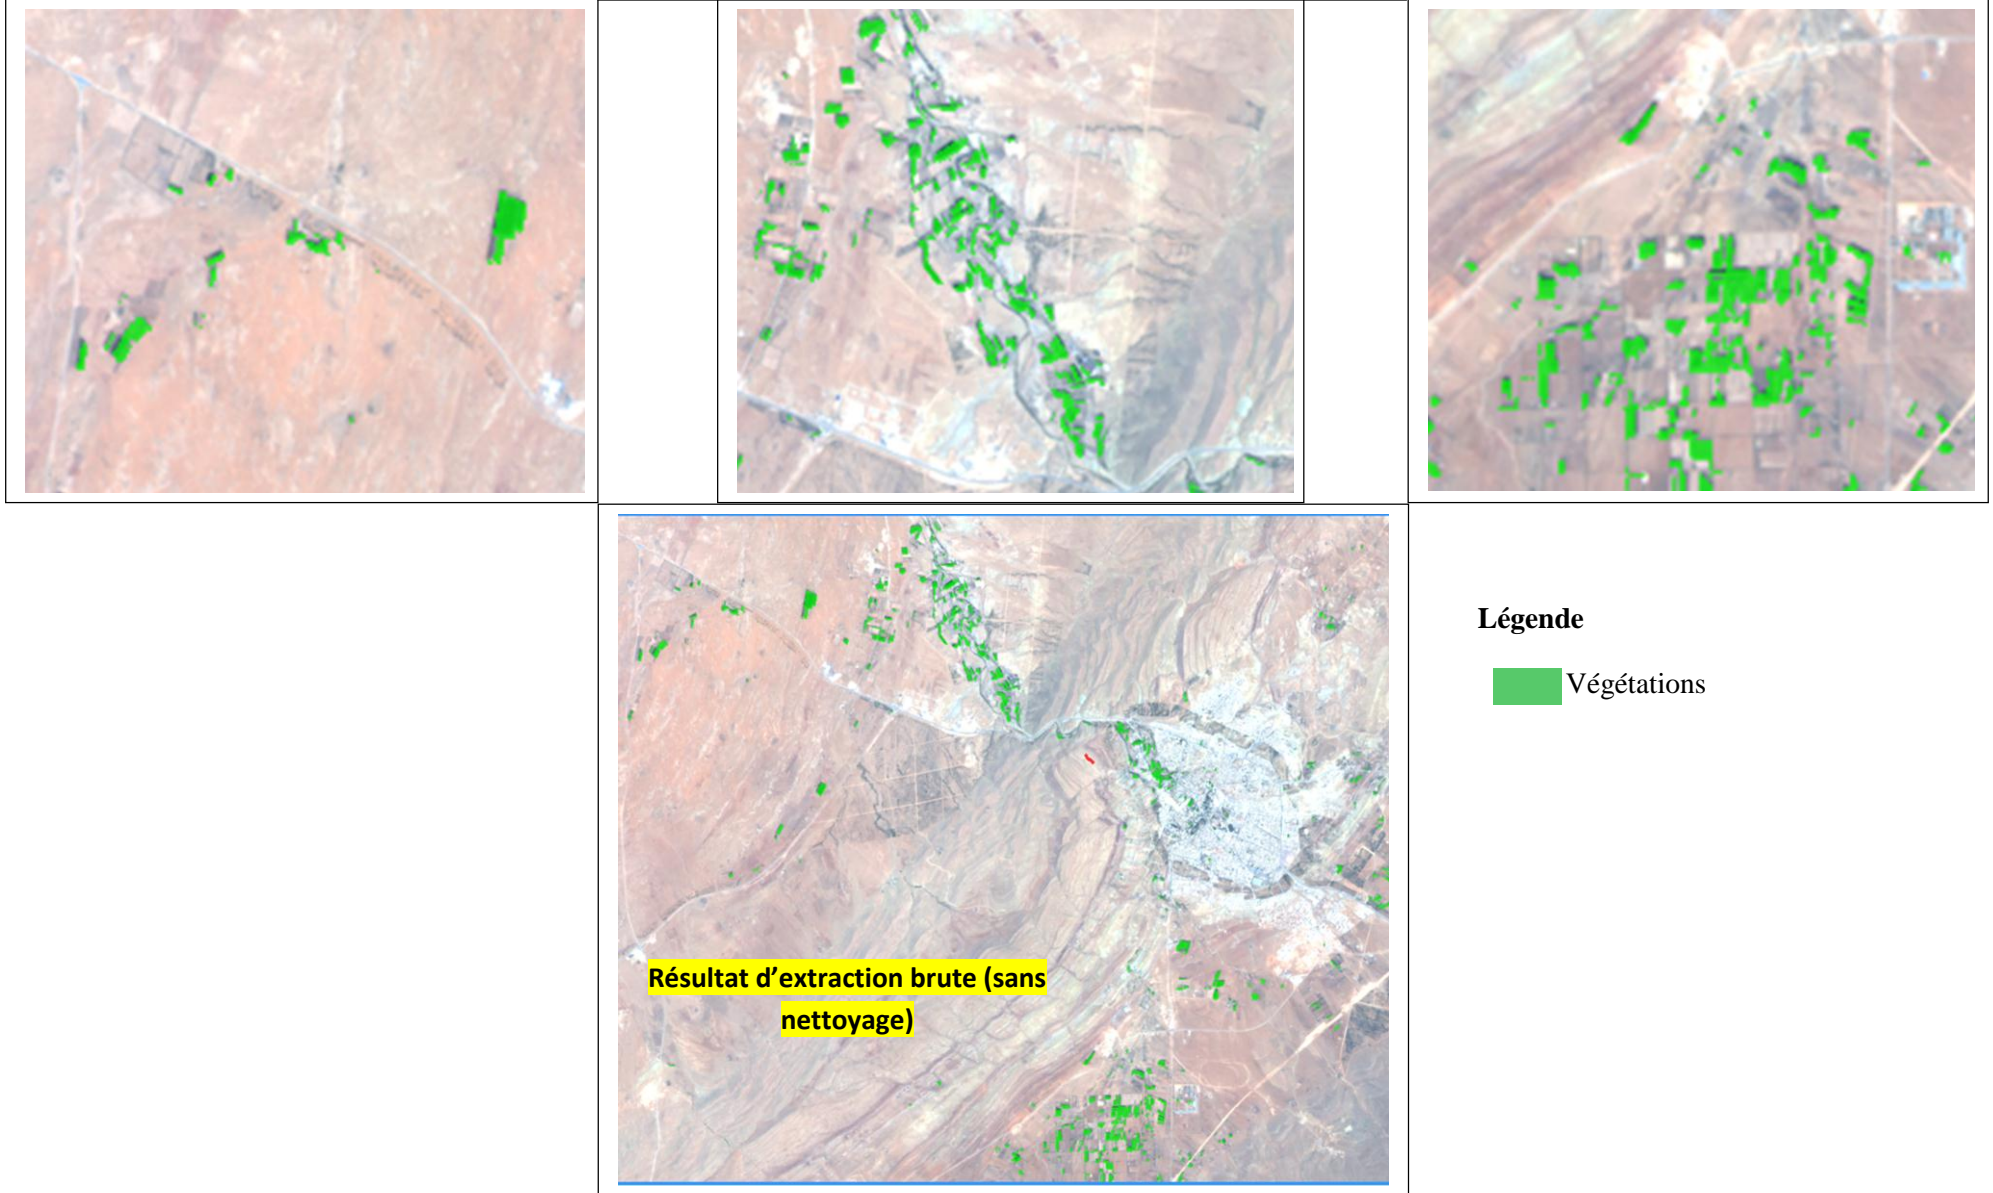 Légende
Végétations
Résultat d'extraction brute (sans
nettoyage)